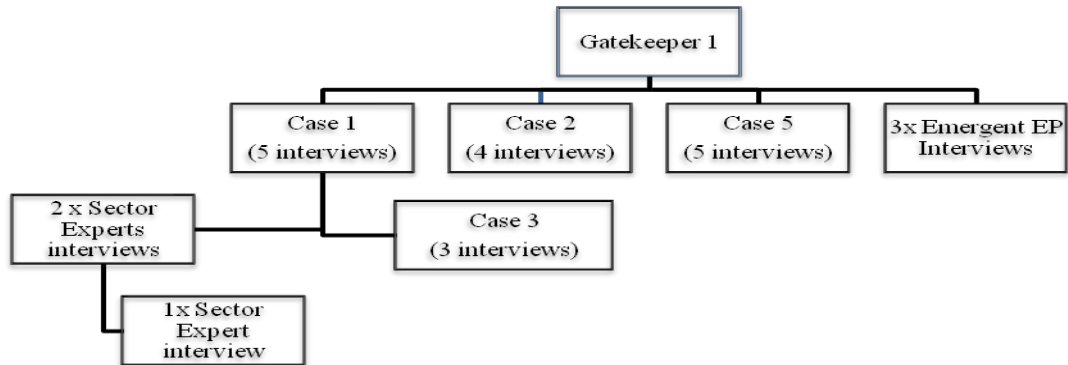 Gatekeeper 1
Case 1
(5 interviews)
Case 2
(4 interviews)
Case 5
(5 interviews)
3x Emergent EP
Interviews
2 x Sector
Experts
interviews
Case 3
(3 interviews)
1x Sector
Expert
interview